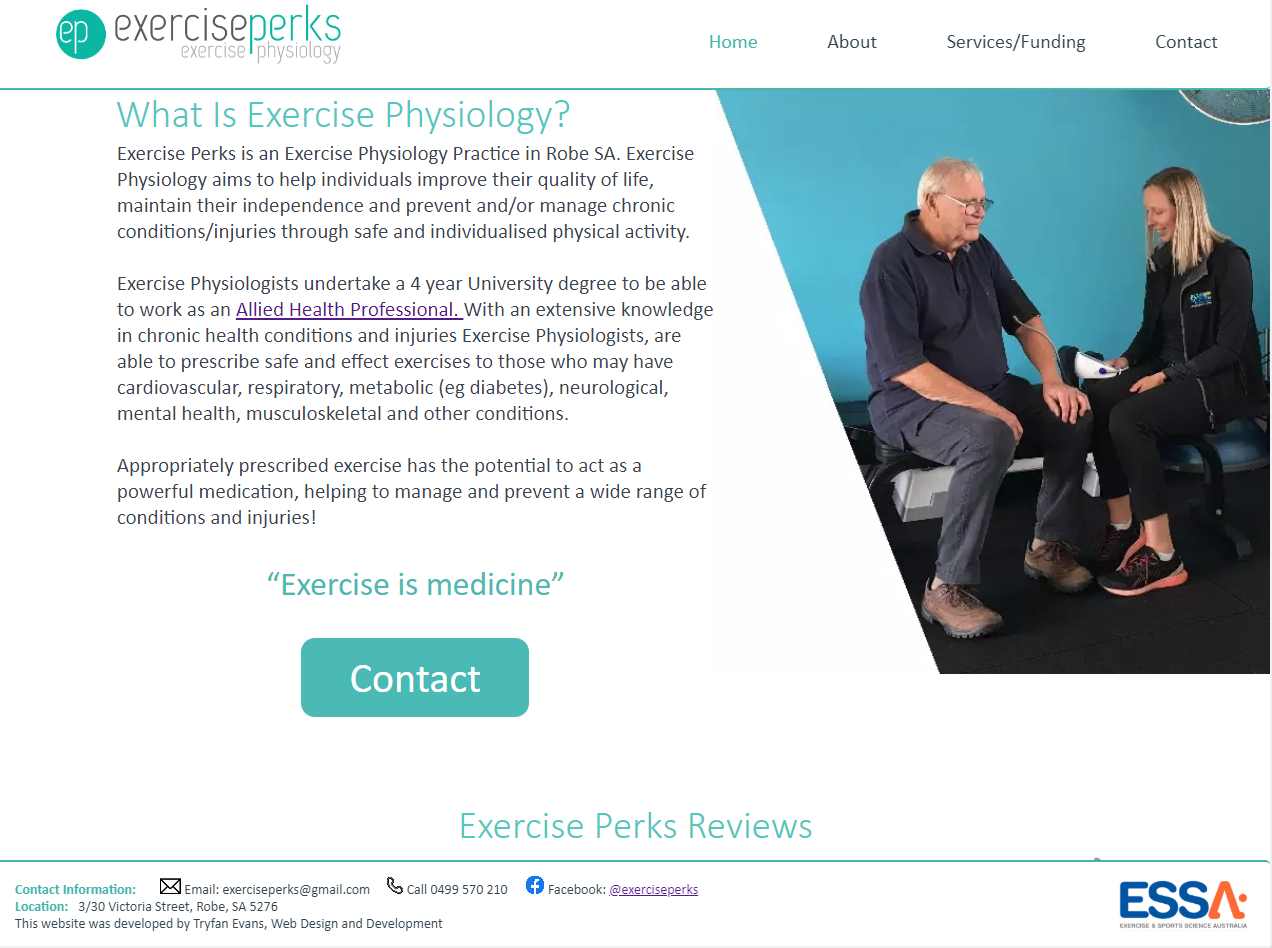 ep exerciseperks
exercise physiology
Home About Services/Funding Contact
What Is Exercise Physiology?
Exercise Perks is an Exercise Physiology Practice in Robe SA. Exercise
Physiology aims to help individuals improve their quality of life,
maintain their independence and prevent and/or manage chronic
conditions/injuries through safe and individualised physical activity.
Exercise Physiologists undertake a 4 year University degree to be able
to work as an Allied Health Professional. With an extensive knowledge
in chronic health conditions and injuries Exercise Physiologists, are
able to prescribe safe and effect exercises to those who may have
cardiovascular, respiratory, metabolic (eg diabetes), neurological,
mental health, musculoskeletal and other conditions.
Appropriately prescribed exercise has the potential to act as a
powerful medication, helping to manage and prevent a wide range of
conditions and injuries!
“Exercise is medicine”
Contact
Exercise Perks Reviews
Contact Information: Email: exerciseperks@gmail.com Call 0499 570 210 Facebook: @exerciseperks
Location: 3/30 Victoria Street, Robe, SA 5276
This website was developed by Tryfan Evans, Web Design and Development
ESSA
EXERCISE & SPORTS SCIENCE AUSTRALIA